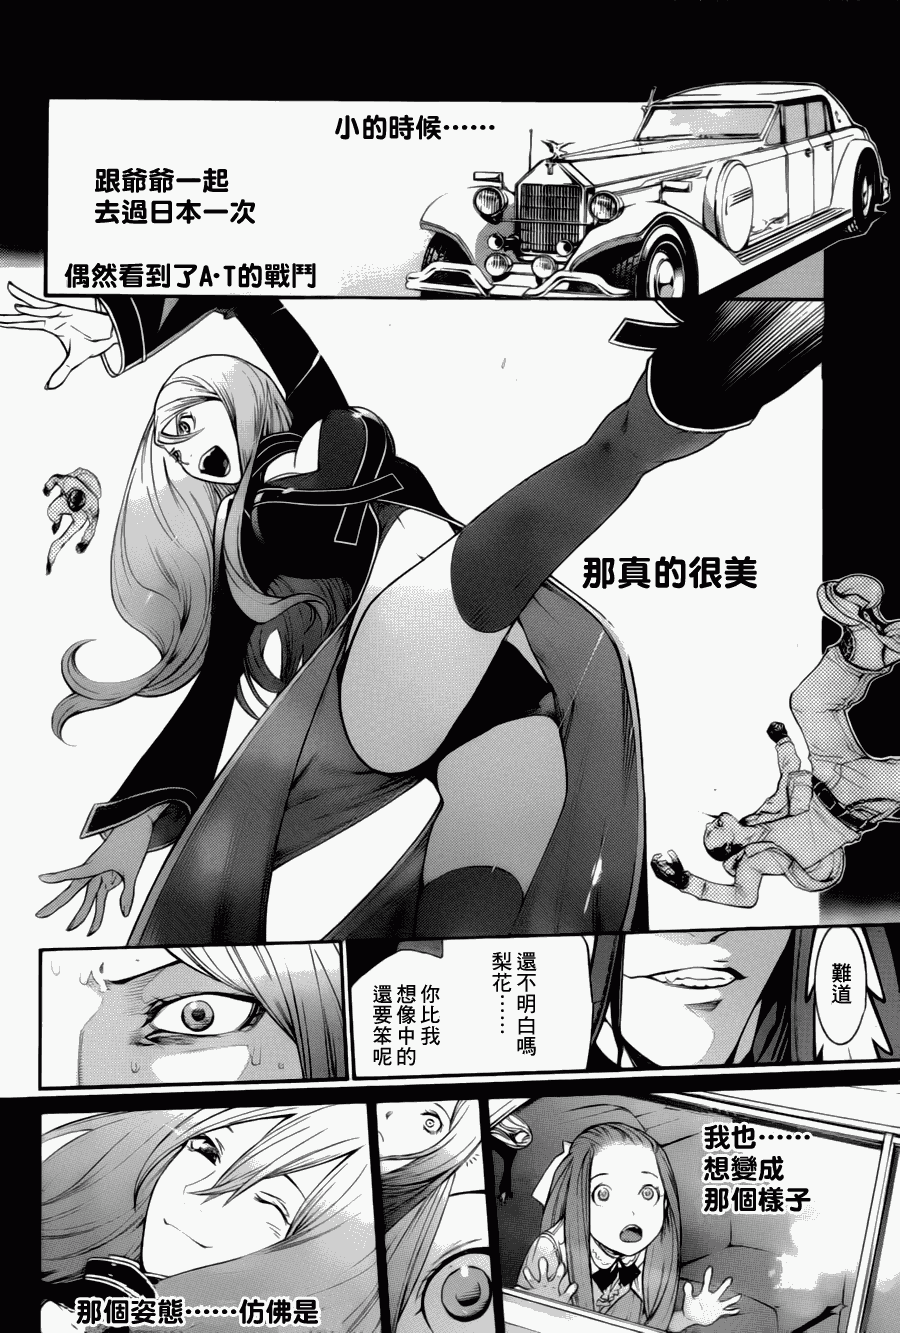 小的時候……
跟爺爺一起
去過日本一次
偶然看到了A·T的戰鬥
那真的很美
難道
還不明白嗎
梨花……
你比我
想像中的
還要笨呢
我也……
想變成
那個樣子
那個姿態……仿佛是